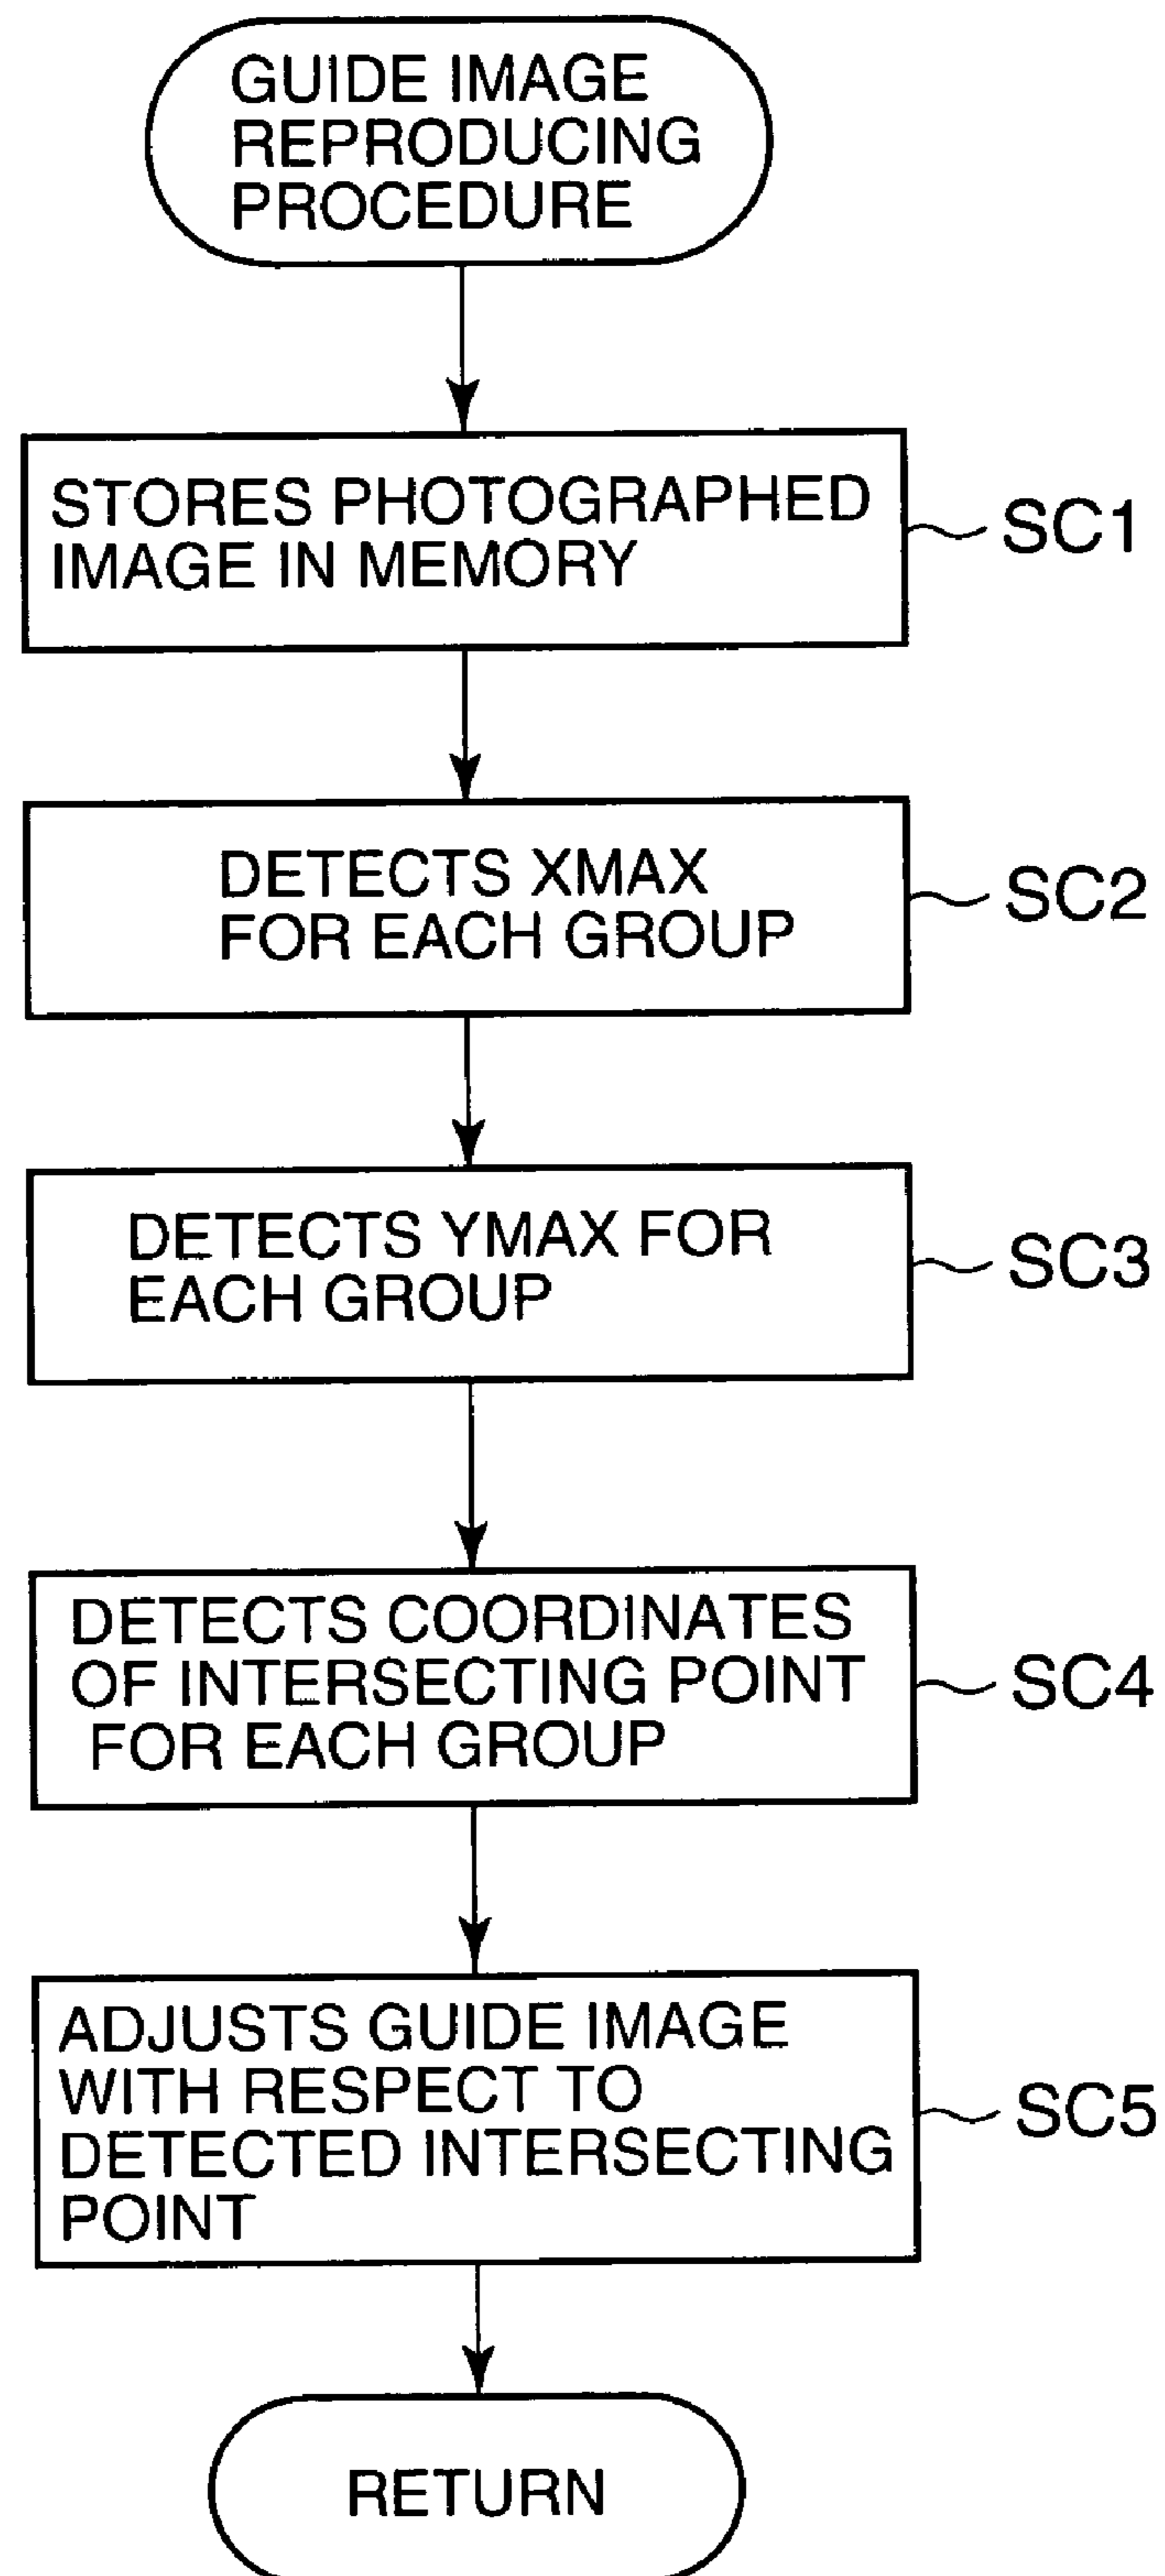 GUIDE IMAGE
REPRODUCING
PROCEDURE
STORES PHOTOGRAPHED
IMAGE IN MEMORY
SC1
DETECTS XMAX
FOR EACH GROUP
SC2
DETECTS YMAX FOR
EACH GROUP
SC3
DETECTS COORDINATES
OF INTERSECTING POINT
FOR EACH GROUP
SC4
ADJUSTS GUIDE IMAGE
WITH RESPECT TO
DETECTED INTERSECTING
POINT
SC5
RETURN